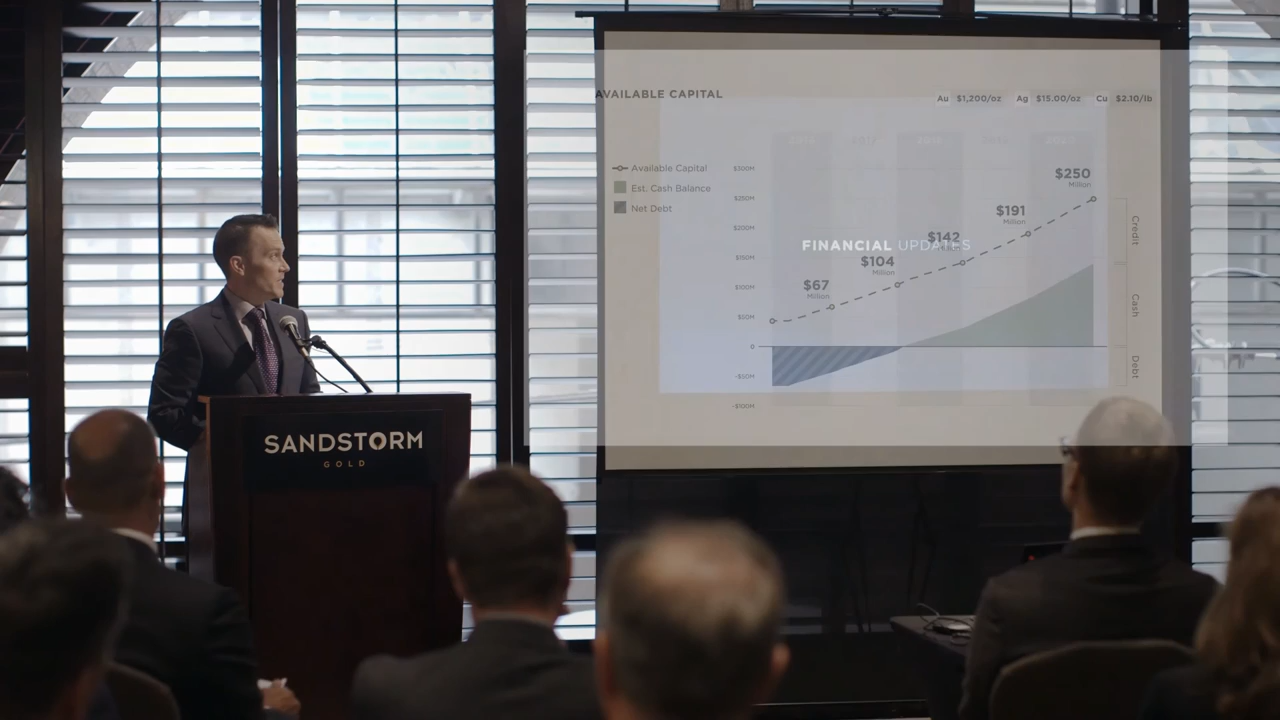 AVAILABLE CAPITAL
Au $1,200/oz Ag $15.00/oz Cu $2.10/lb
Available Capital
Est. Cash Balance
Net Debt
$300M
$250M
$200M
$150M
$100M
$50M
0
-$50M
-$100M
$67
Million
$104
Million
$142
$191
Million
$250
Million
FINANCIAL UPDATES
Credit
Cash
Debt
SANDSTORM
GOLD